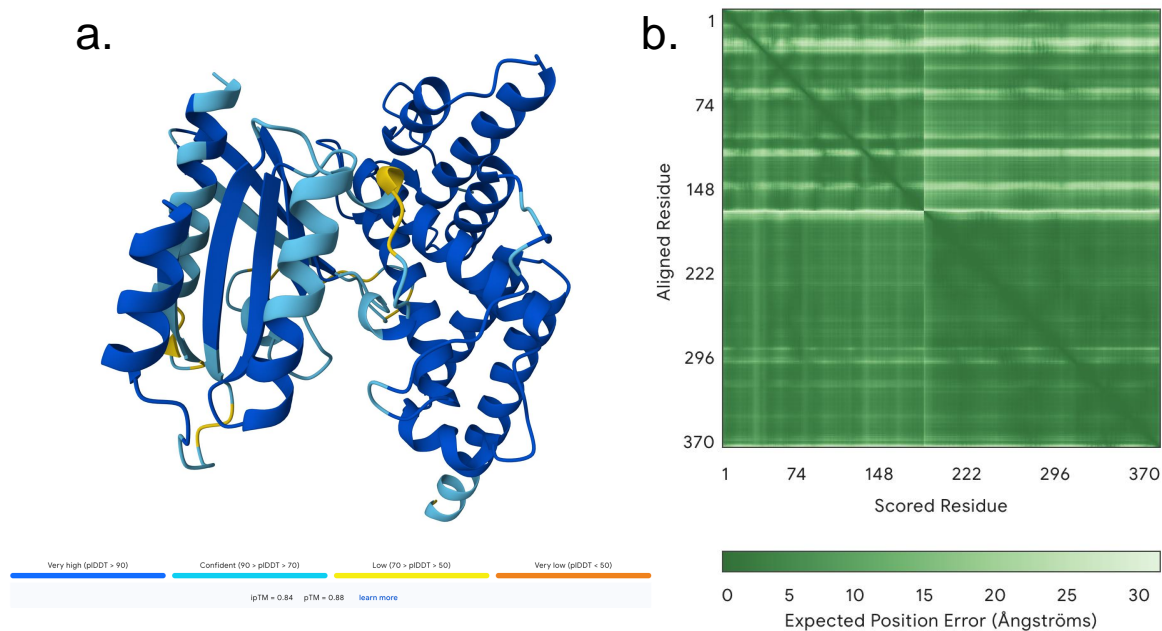 a.
Very high (plDDT > 90)
Confident (90 > plDDT > 70)
Low (70 > plDDT > 50)
Very low (plDDT < 50)
ipTM = 0.84 pTM = 0.88 learn more
b.
Aligned Residue
1
74
148
222
296
370
1 74 148 222 296 370
Scored Residue
0 5 10 15 20 25 30
Expected Position Error (Ångströms)